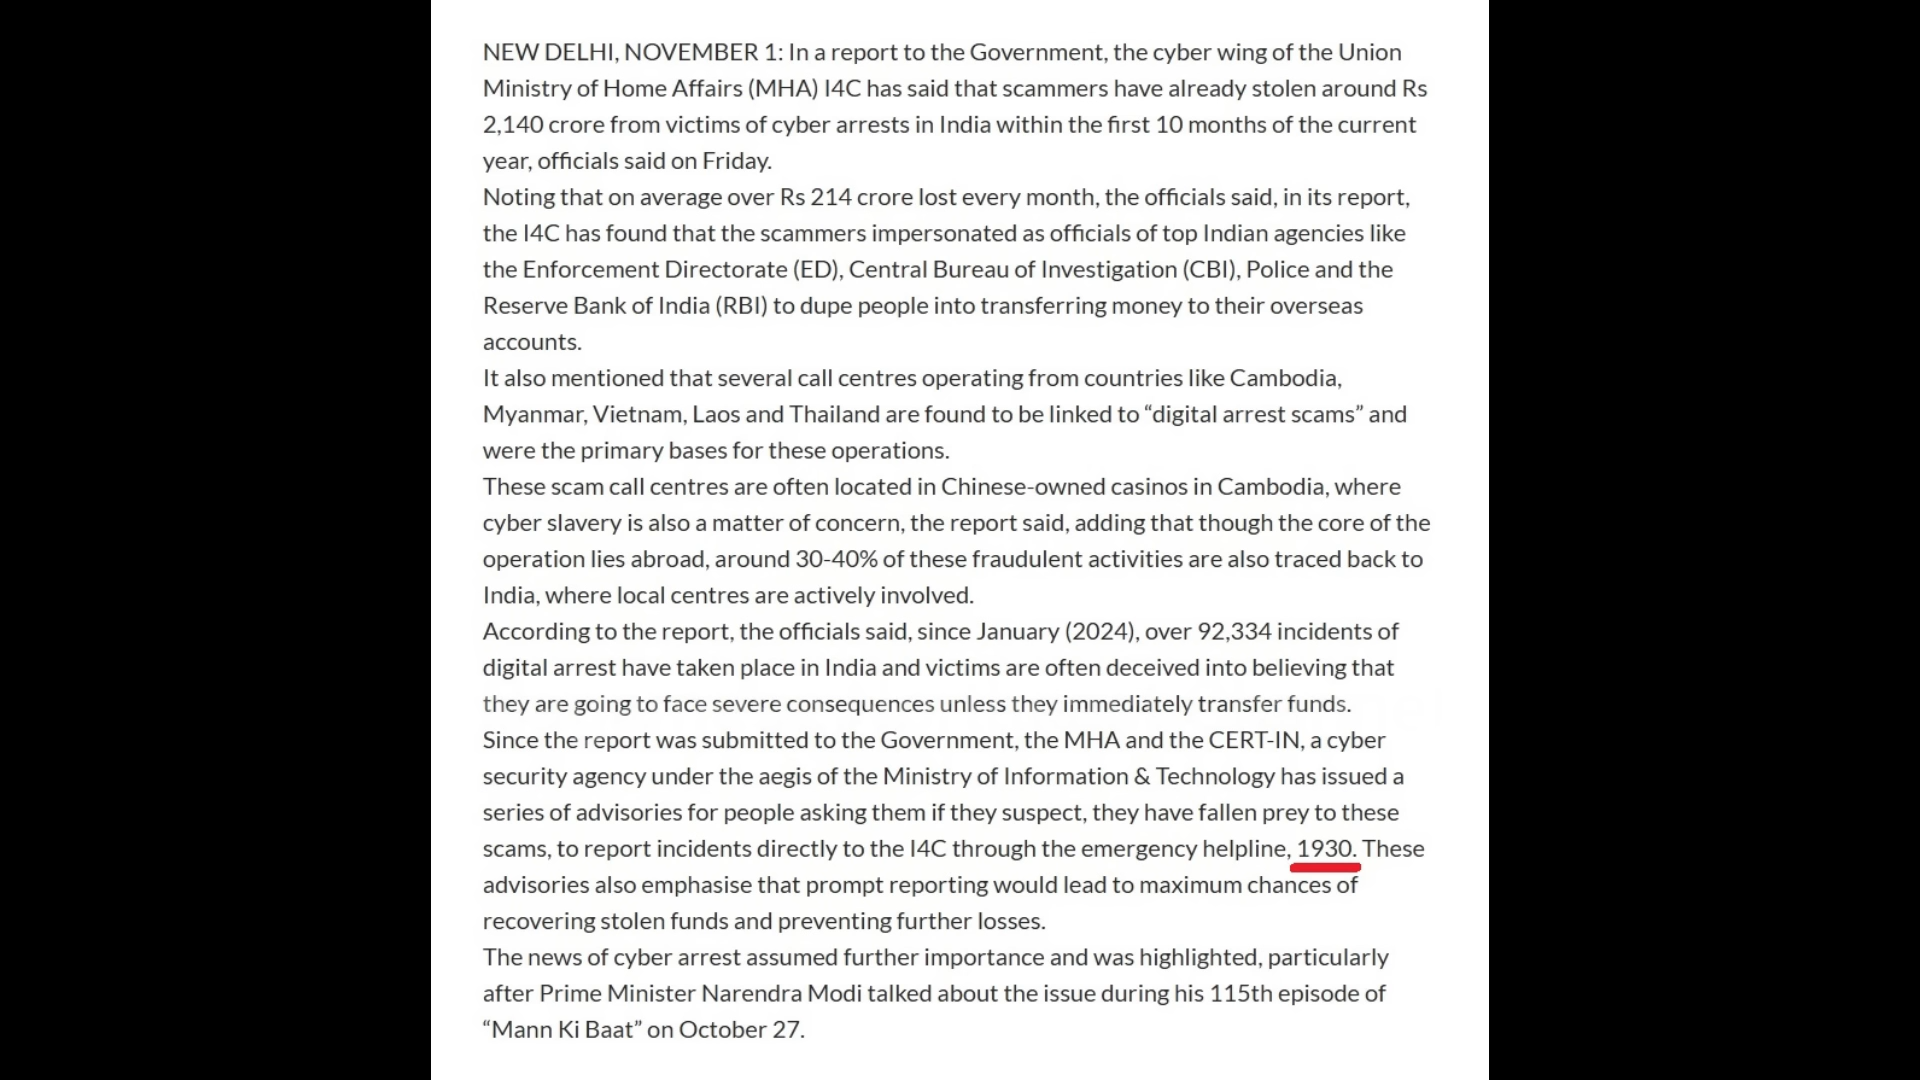 NEW DELHI, NOVEMBER 1: In a report to the Government, the cyber wing of the Union
Ministry of Home Affairs (MHA) I4C has said that scammers have already stolen around Rs
2,140 crore from victims of cyber arrests in India within the first 10 months of the current
year, officials said on Friday.
Noting that on average over Rs 214 crore lost every month, the officials said, in its report,
the I4C has found that the scammers impersonated as officials of top Indian agencies like
the Enforcement Directorate (ED), Central Bureau of Investigation (CBI), Police and the
Reserve Bank of India (RBI) to dupe people into transferring money to their overseas
accounts.
It also mentioned that several call centres operating from countries like Cambodia,
Myanmar, Vietnam, Laos and Thailand are found to be linked to “digital arrest scams” and
were the primary bases for these operations.
These scam call centres are often located in Chinese-owned casinos in Cambodia, where
cyber slavery is also a matter of concern, the report said, adding that though the core of the
operation lies abroad, around 30-40% of these fraudulent activities are also traced back to
India, where local centres are actively involved.
According to the report, the officials said, since January (2024), over 92,334 incidents of
digital arrest have taken place in India and victims are often deceived into believing that
they are going to face severe consequences unless they immediately transfer funds.
Since the report was submitted to the Government, the MHA and the CERT-IN, a cyber
security agency under the aegis of the Ministry of Information & Technology has issued a
series of advisories for people asking them if they suspect, they have fallen prey to these
scams, to report incidents directly to the I4C through the emergency helpline, 1930. These
advisories also emphasise that prompt reporting would lead to maximum chances of
recovering stolen funds and preventing further losses.
The news of cyber arrest assumed further importance and was highlighted, particularly
after Prime Minister Narendra Modi talked about the issue during his 115th episode of
“Mann Ki Baat” on October 27.